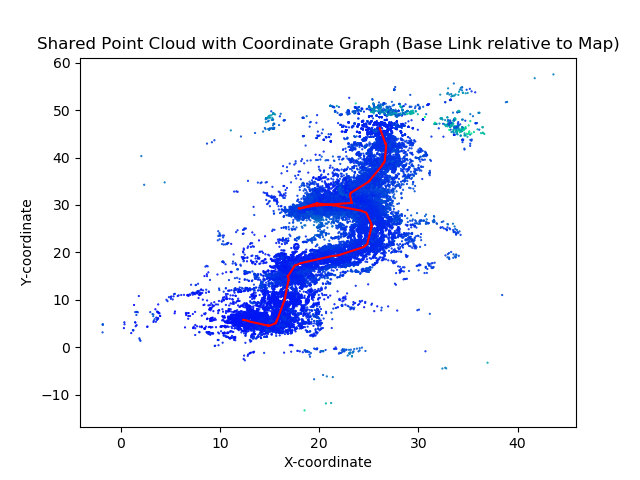 Shared Point Cloud with Coordinate Graph (Base Link relative to Map)
60
50
40
30
20
10
0
−10
Y-coordinate
0 10 20 30 40
X-coordinate